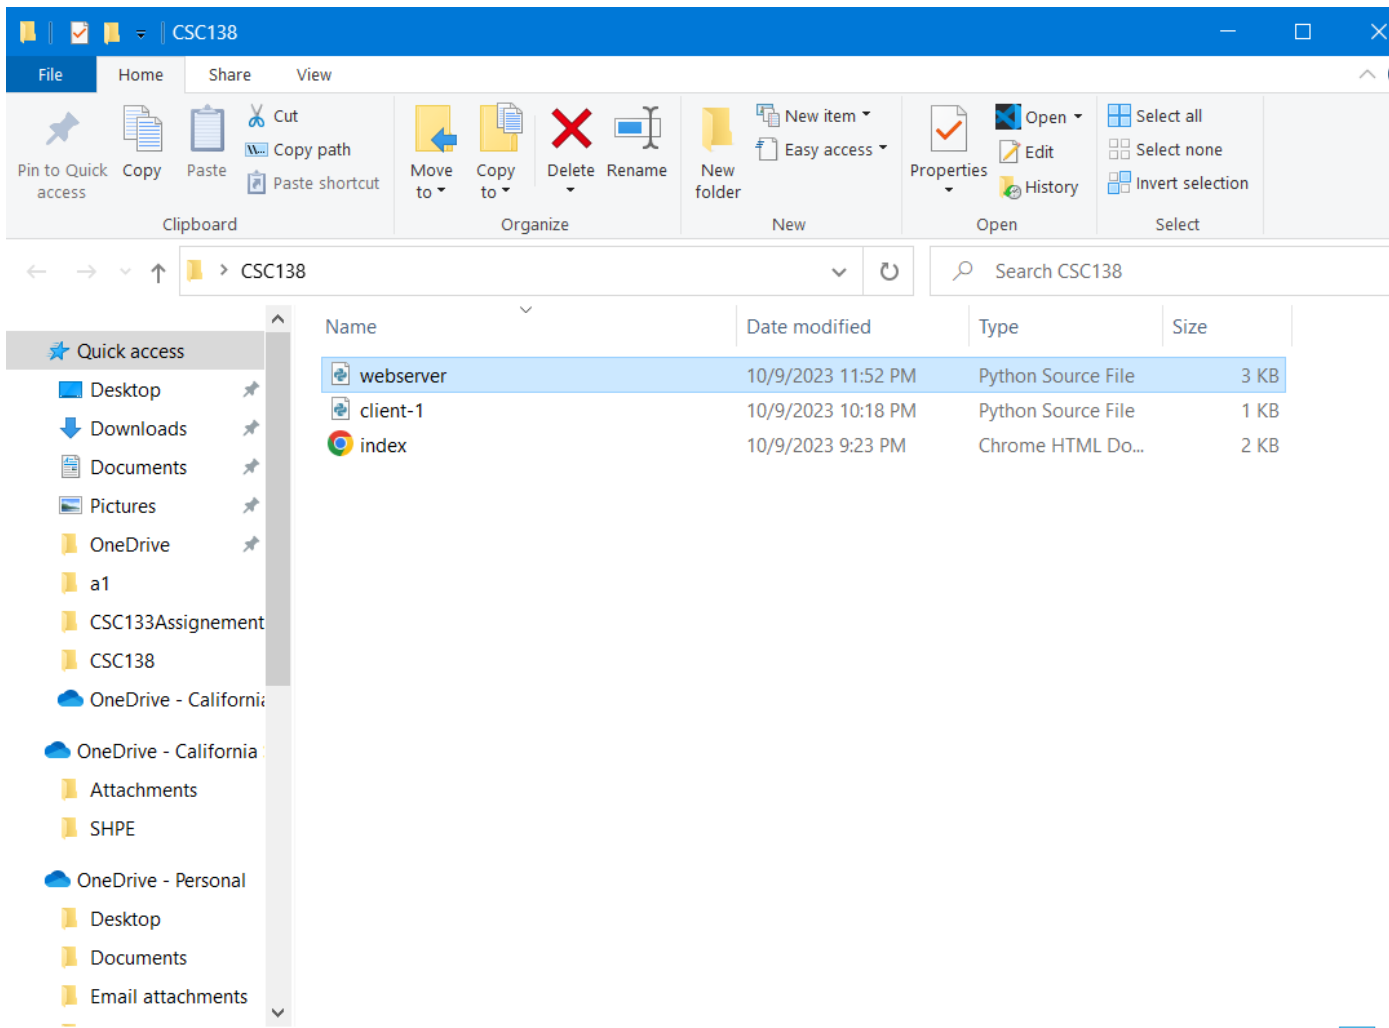 CSC138
File Home Share View
Pin to Quick access
Copy
Paste
Cut
Copy path
Paste shortcut
Clipboard
Move to
Copy to
Delete
Rename
Organize
New folder
New item
Easy access
New
Properties
Open
Edit
History
Open
Select all
Select none
Invert selection
Select
CSC138
Search CSC138
Name Date modified Type Size
webserver 10/9/2023 11:52 PM Python Source File 3 KB
client-1 10/9/2023 10:18 PM Python Source File 1 KB
index 10/9/2023 9:23 PM Chrome HTML Do... 2 KB
Quick access
Desktop
Downloads
Documents
Pictures
OneDrive
a1
CSC133Assignement
CSC138
OneDrive - California
OneDrive - California
Attachments
SHPE
OneDrive - Personal
Desktop
Documents
Email attachments